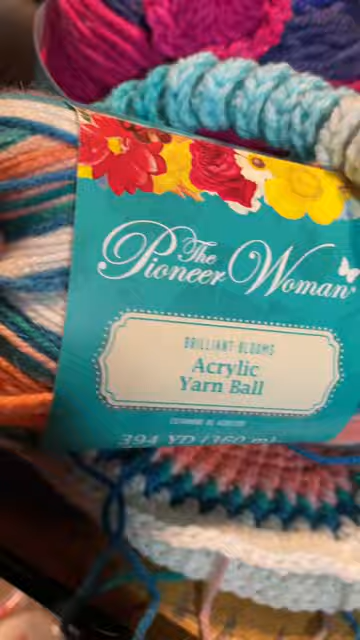 The
Pioneer Woman
BRILLIANT BLOOMS
Acrylic
Yarn Ball
394 YD (360 m)